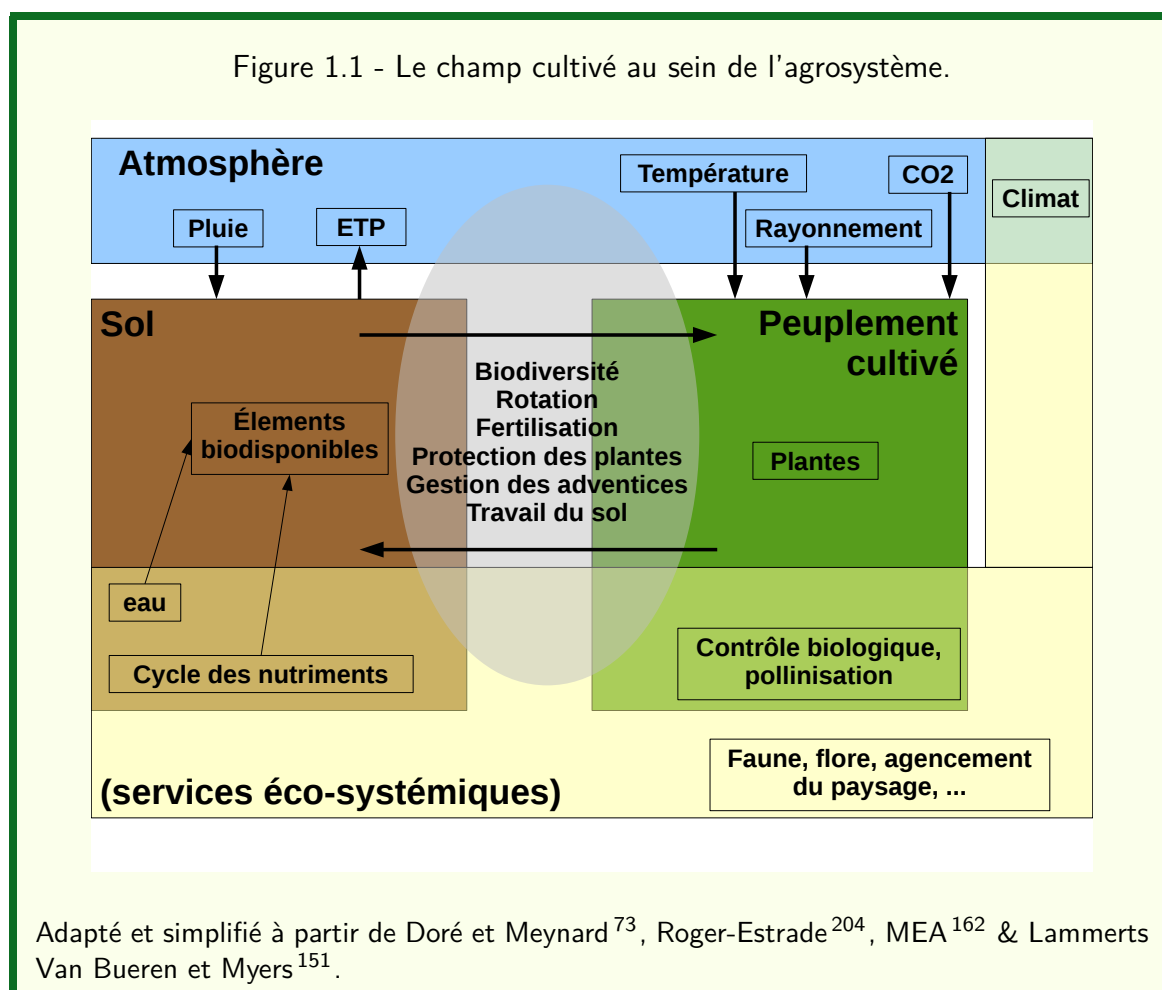 Figure 1.1 - Le champ cultivé au sein de l'agrosystème.
Atmosphère
Température
CO2
Climat
Pluie
ETP
Rayonnement
Sol
Peuplement
cultivé
Biodiversité
Rotation
Fertilisation
Protection des plantes
Gestion des adventices
Travail du sol
Élements
biodisponibles
Plantes
eau
Cycle des nutriments
Contrôle biologique,
pollinisation
(services éco-systémiques)
Faune, flore, agencement
du paysage, ...
Adapté et simplifié à partir de Doré et Meynard 73, Roger-Estrade 204, MEA 162 & Lammerts
Van Bueren et Myers 151.